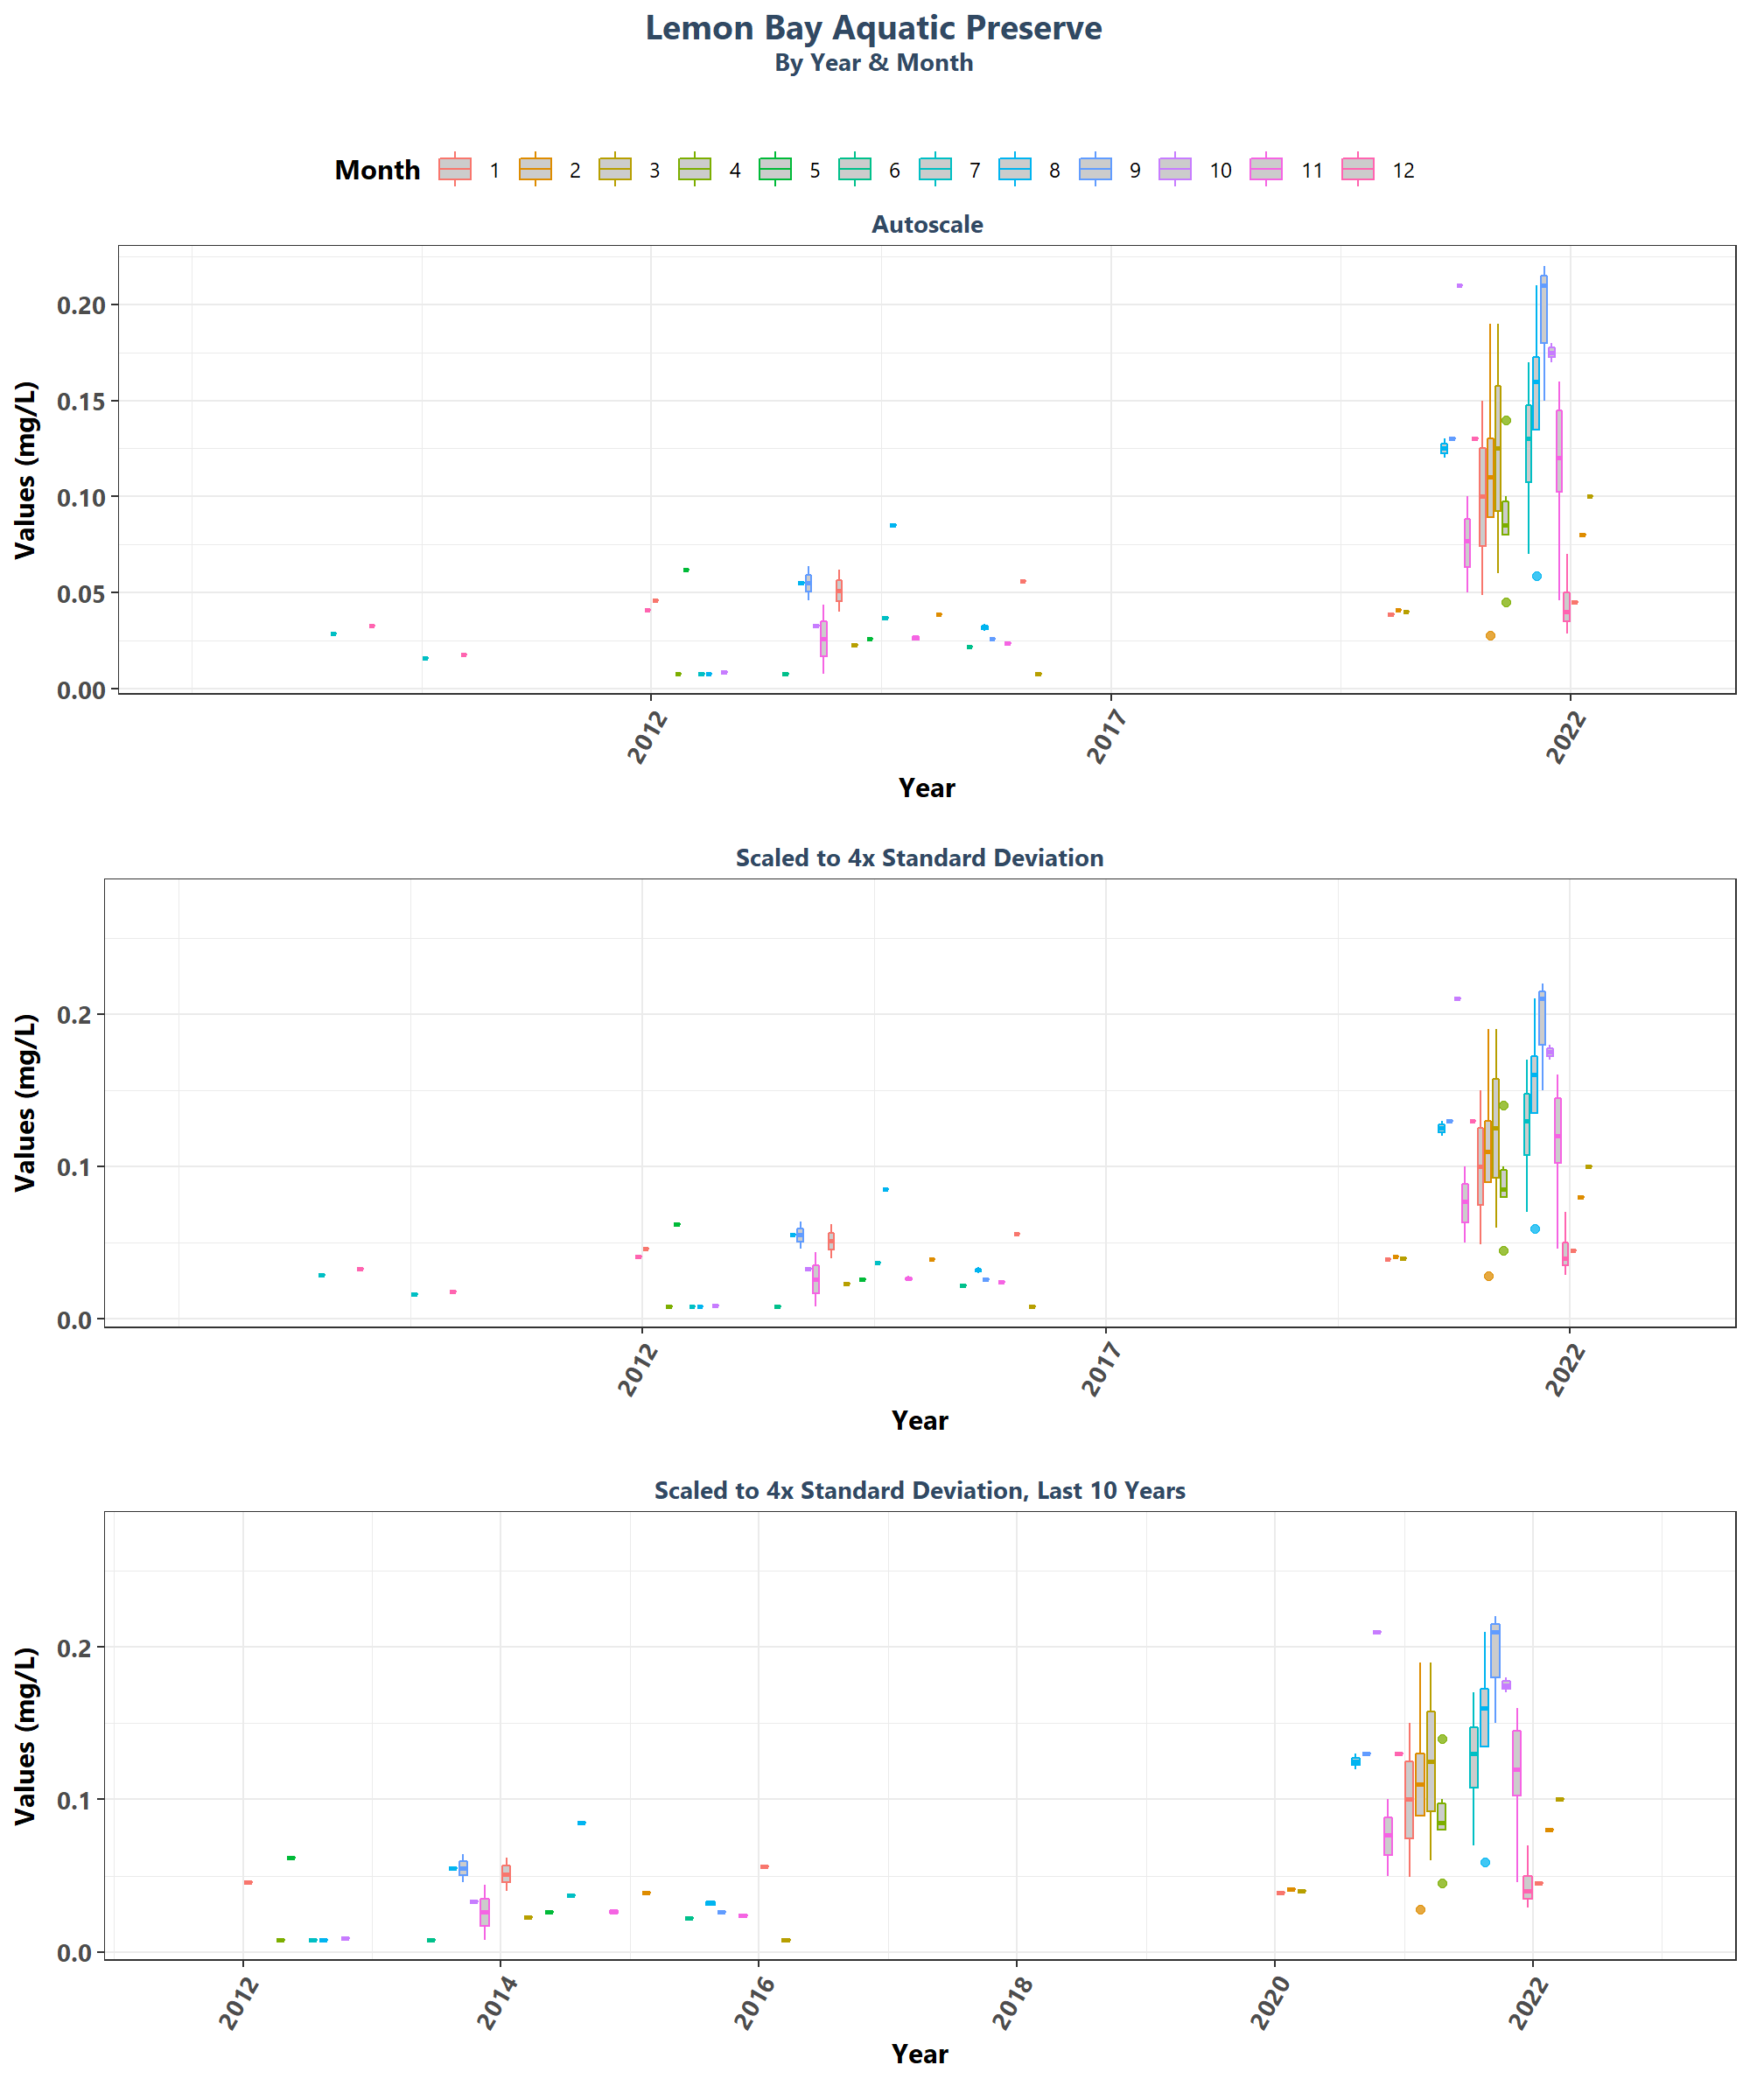 Lemon Bay Aquatic Preserve
By Year & Month
Month 1 2 3 4 5 6 7 8 9 10 11 12
Autoscale
Values (mg/L)
0.20
0.15
0.10
0.05
0.00
2012 2017 2022
Year
Scaled to 4x Standard Deviation
Values (mg/L)
0.2
0.1
0.0
2012 2017 2022
Year
Scaled to 4x Standard Deviation, Last 10 Years
Values (mg/L)
0.2
0.1
0.0
2012 2014 2016 2018 2020 2022
Year